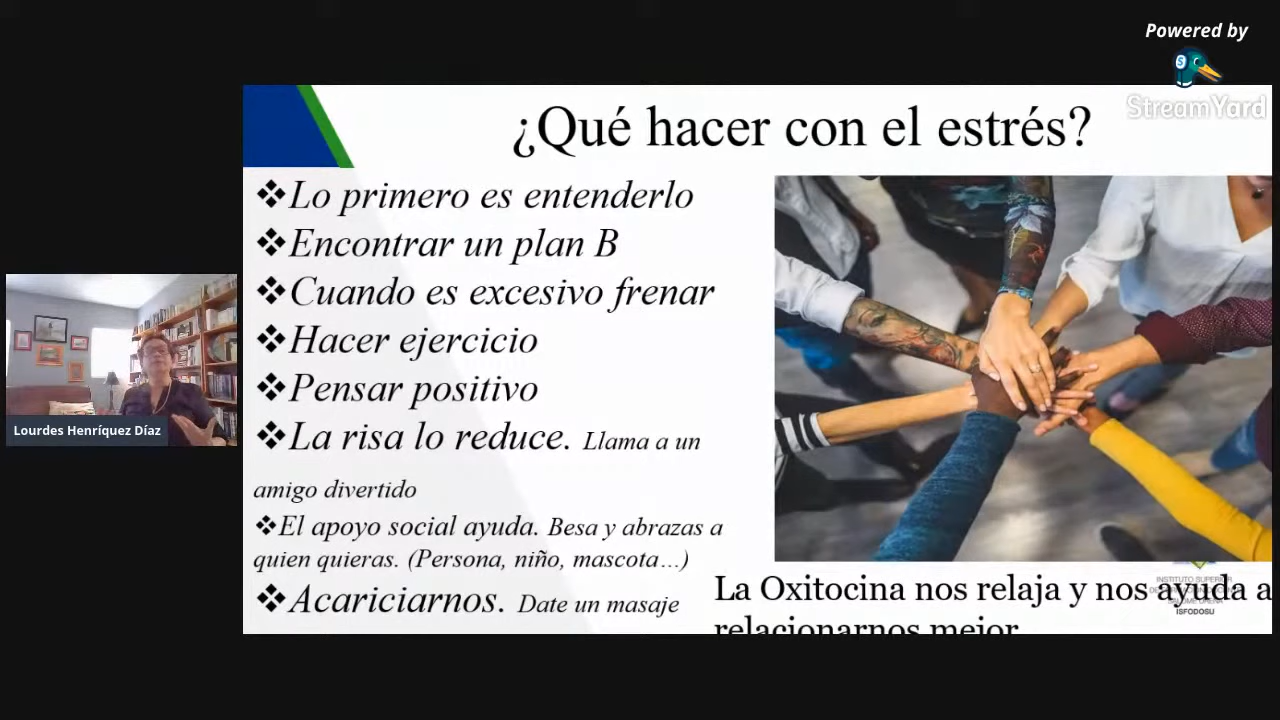 Powered by
StreamYard
¿Qué hacer con el estrés?
❖Lo primero es entenderlo
❖Encontrar un plan B
❖Cuando es excesivo frenar
❖Hacer ejercicio
❖Pensar positivo
❖La risa lo reduce. Llama a un
amigo divertido
❖El apoyo social ayuda. Besa y abrazas a
quien quieras. (Persona, niño, mascota...)
❖Acariciarnos. Date un masaje
La Oxitocina nos relaja y nos ayuda a
relacionarnos mejor
INSTITUTO SUPERIOR
ISFODOSU
Lourdes Henríquez Díaz